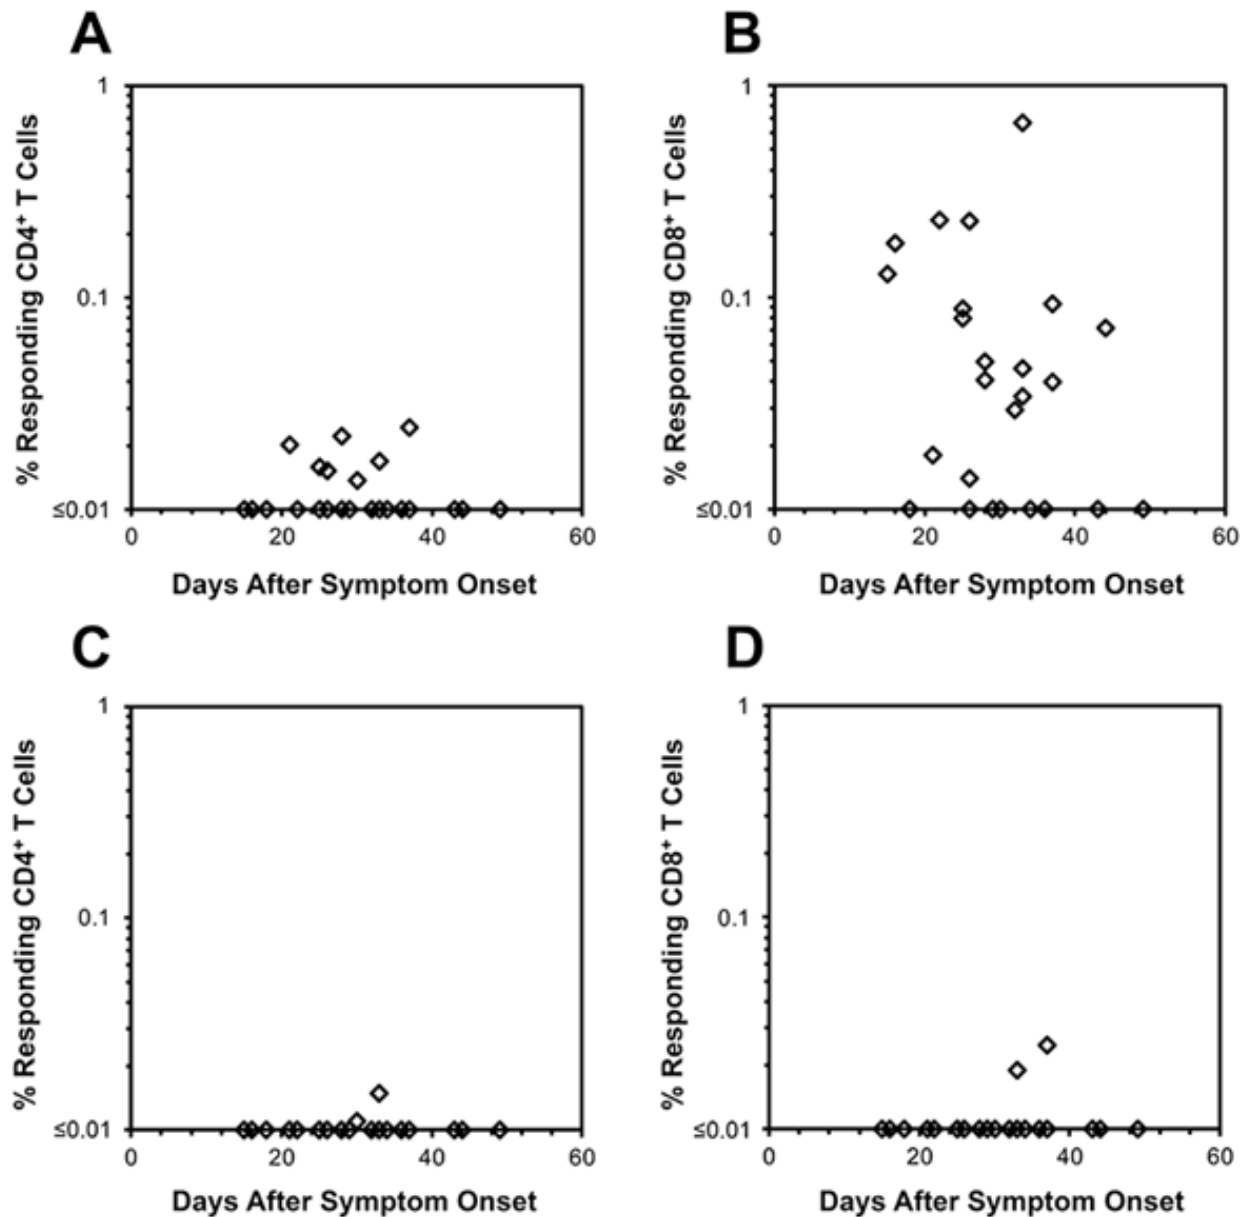 A
B
1
0.1
≤0.01
% Responding CD4⁺ T Cells
0
20
40
60
Days After Symptom Onset
1
0.1
≤0.01
% Responding CD8⁺ T Cells
0
20
40
60
Days After Symptom Onset
C
D
1
0.1
≤0.01
% Responding CD4⁺ T Cells
0
20
40
60
Days After Symptom Onset
1
0.1
≤0.01
% Responding CD8⁺ T Cells
0
20
40
60
Days After Symptom Onset